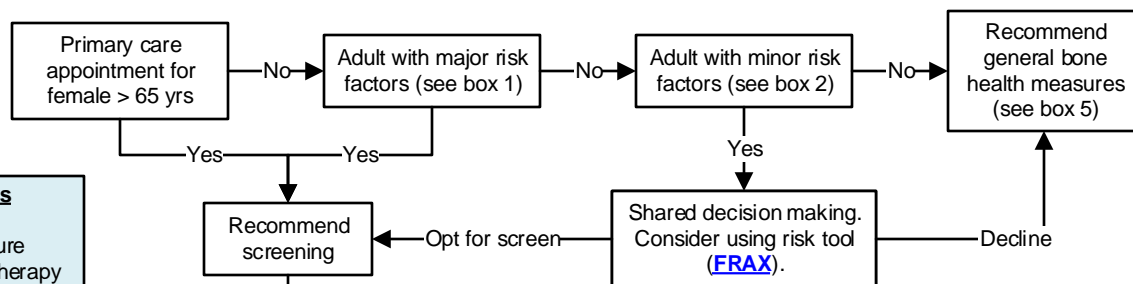 Primary care
appointment for
female > 65 yrs
No
Adult with major risk
factors (see box 1)
No
Adult with minor risk
factors (see box 2)
No
Recommend
general bone
health measures
(see box 5)
Yes
Yes
Yes
Recommend
screening
Opt for screen
Shared decision making.
Consider using risk tool
(FRAX).
Decline